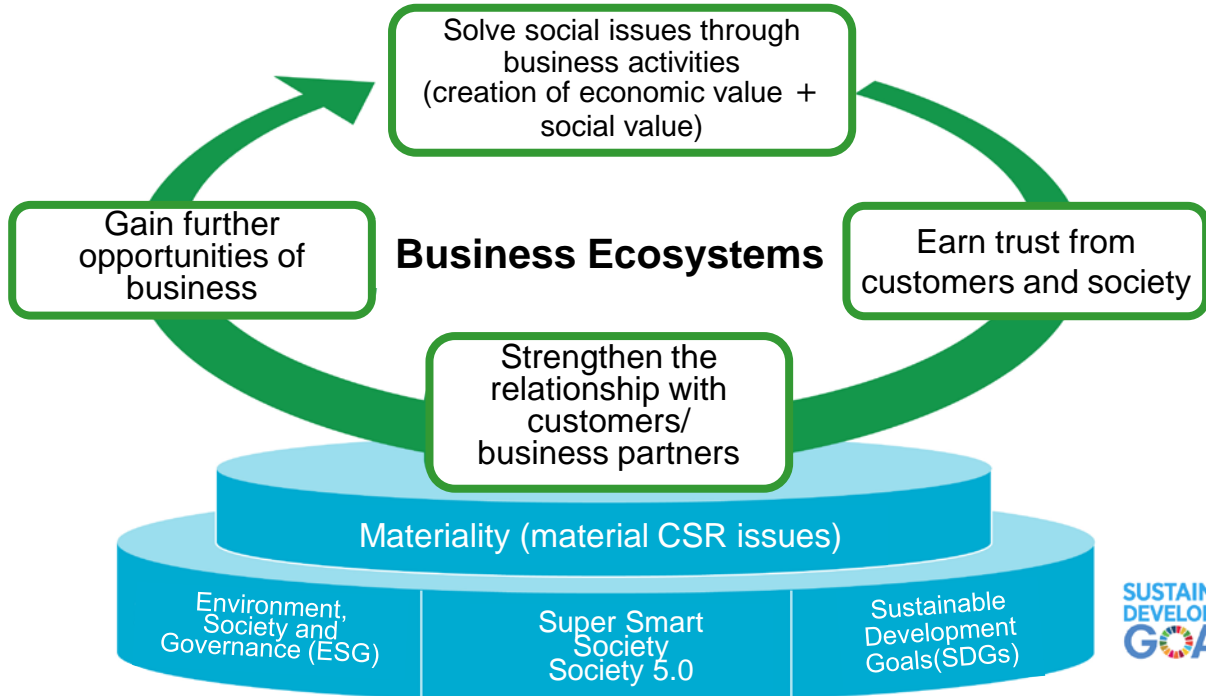 Solve social issues through
business activities
(creation of economic value +
social value)
Gain further
opportunities of
business
Business Ecosystems
Earn trust from
customers and society
Strengthen the
relationship with
customers/
business partners
Materiality (material CSR issues)
Environment,
Society and
Governance (ESG)
Super Smart
Society
Society 5.0
Sustainable
Development
Goals(SDGs)